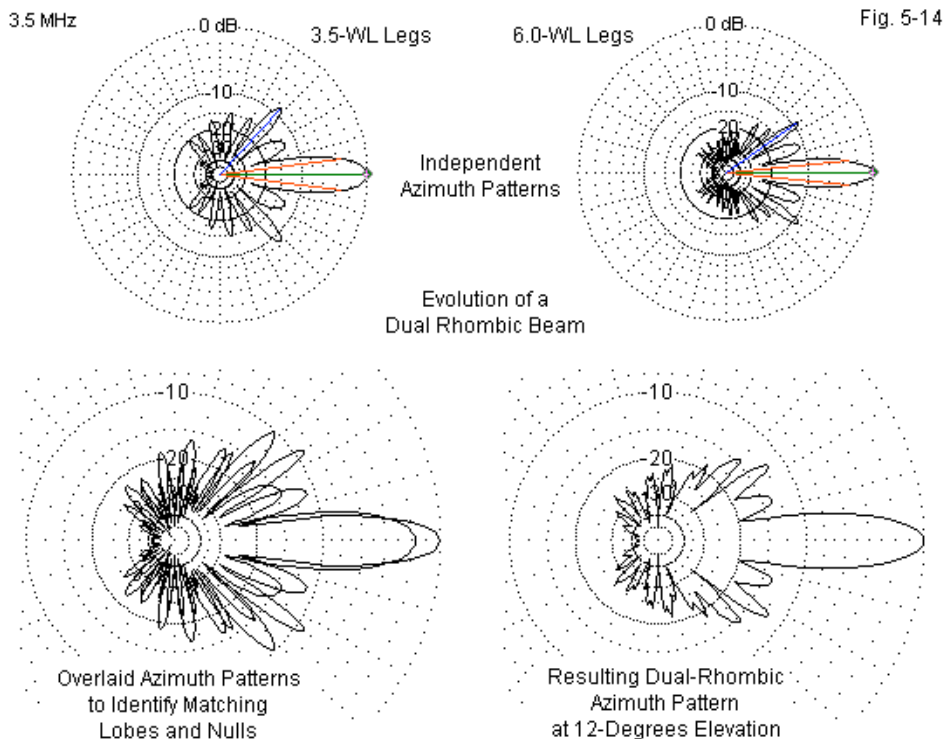 3.5 MHz
0 dB
3.5-WL Legs
6.0-WL Legs
0 dB
Fig. 5-14
-10
-10
20
20
Independent
Azimuth Patterns
Evolution of a
Dual Rhombic Beam
-10
-10
-20
-20
30
Overlaid Azimuth Patterns
to Identify Matching
Lobes and Nulls
Resulting Dual-Rhombic
Azimuth Pattern
at 12-Degrees Elevation